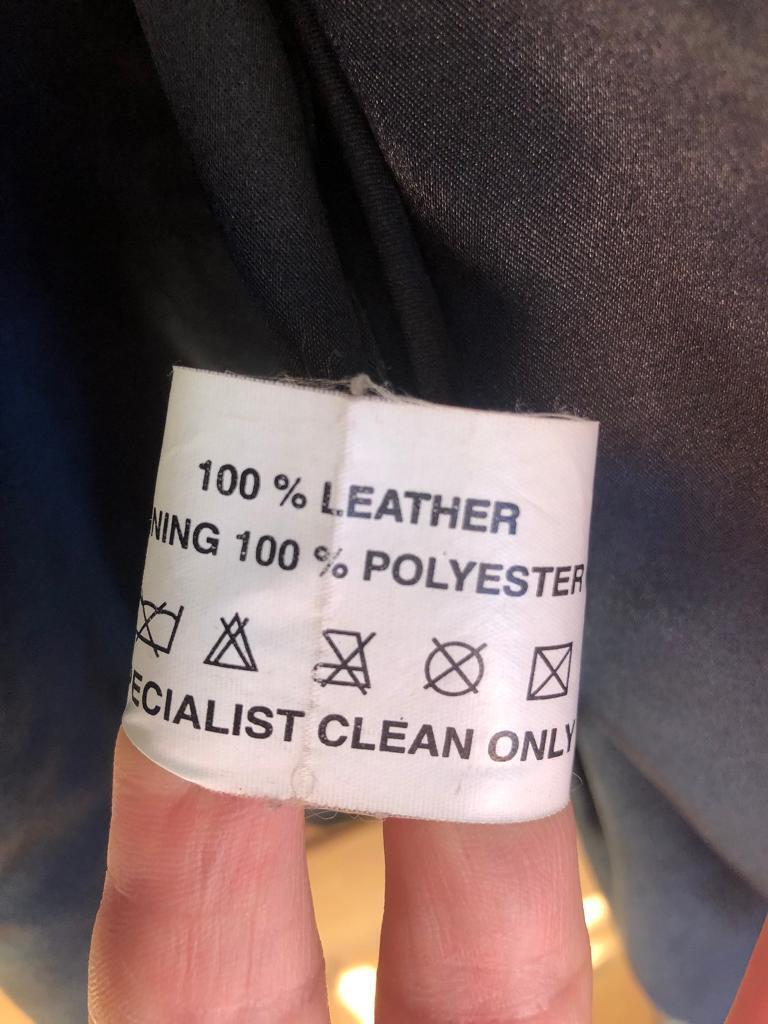 100 % LEATHER
NING 100 % POLYESTER
ECIALIST CLEAN ONLY